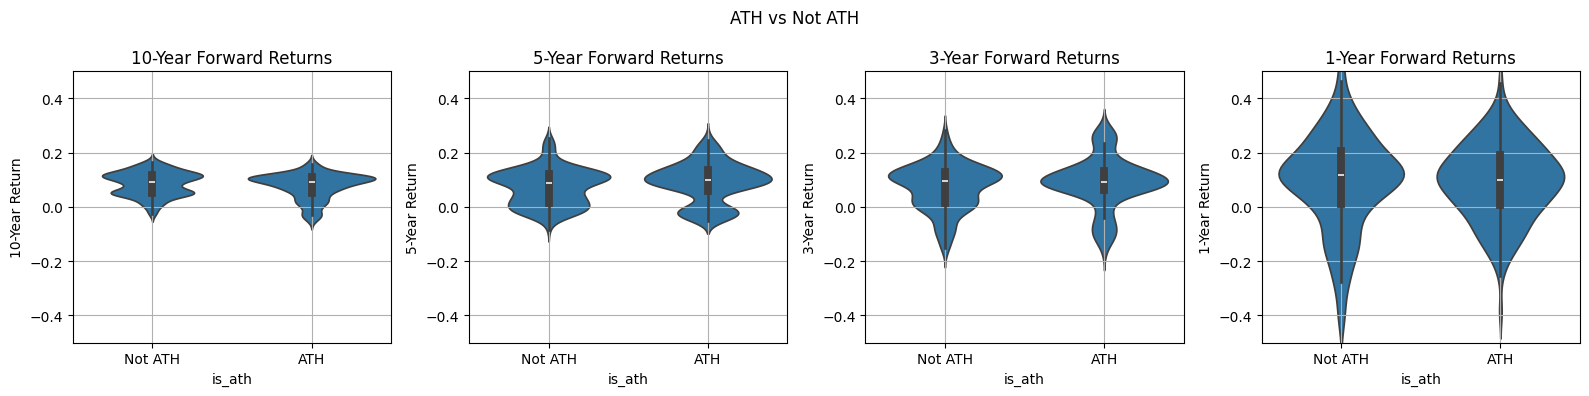 ATH vs Not ATH
10-Year Forward Returns
10-Year Return
0.4
0.2
0.0
−0.2
−0.4
Not ATH
ATH
is_ath
5-Year Forward Returns
5-Year Return
0.4
0.2
0.0
−0.2
−0.4
Not ATH
ATH
is_ath
3-Year Forward Returns
3-Year Return
0.4
0.2
0.0
−0.2
−0.4
Not ATH
ATH
is_ath
1-Year Forward Returns
1-Year Return
0.4
0.2
0.0
−0.2
−0.4
Not ATH
ATH
is_ath